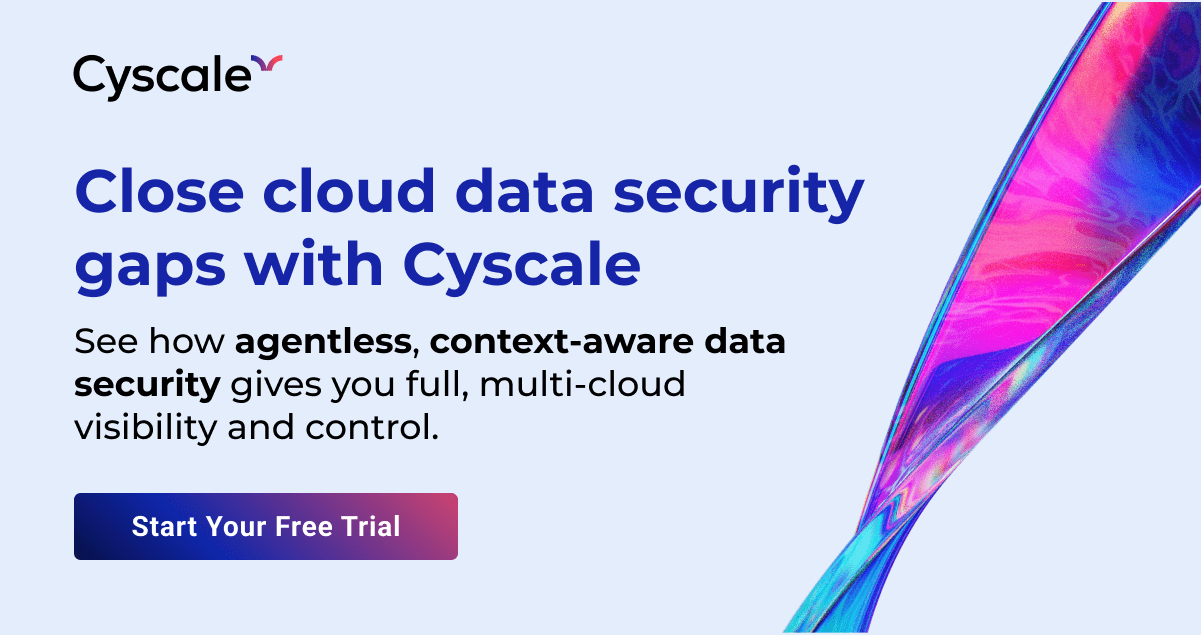 Cyscale
Close cloud data security
gaps with Cyscale
See how agentless, context-aware data
security gives you full, multi-cloud
visibility and control.
Start Your Free Trial